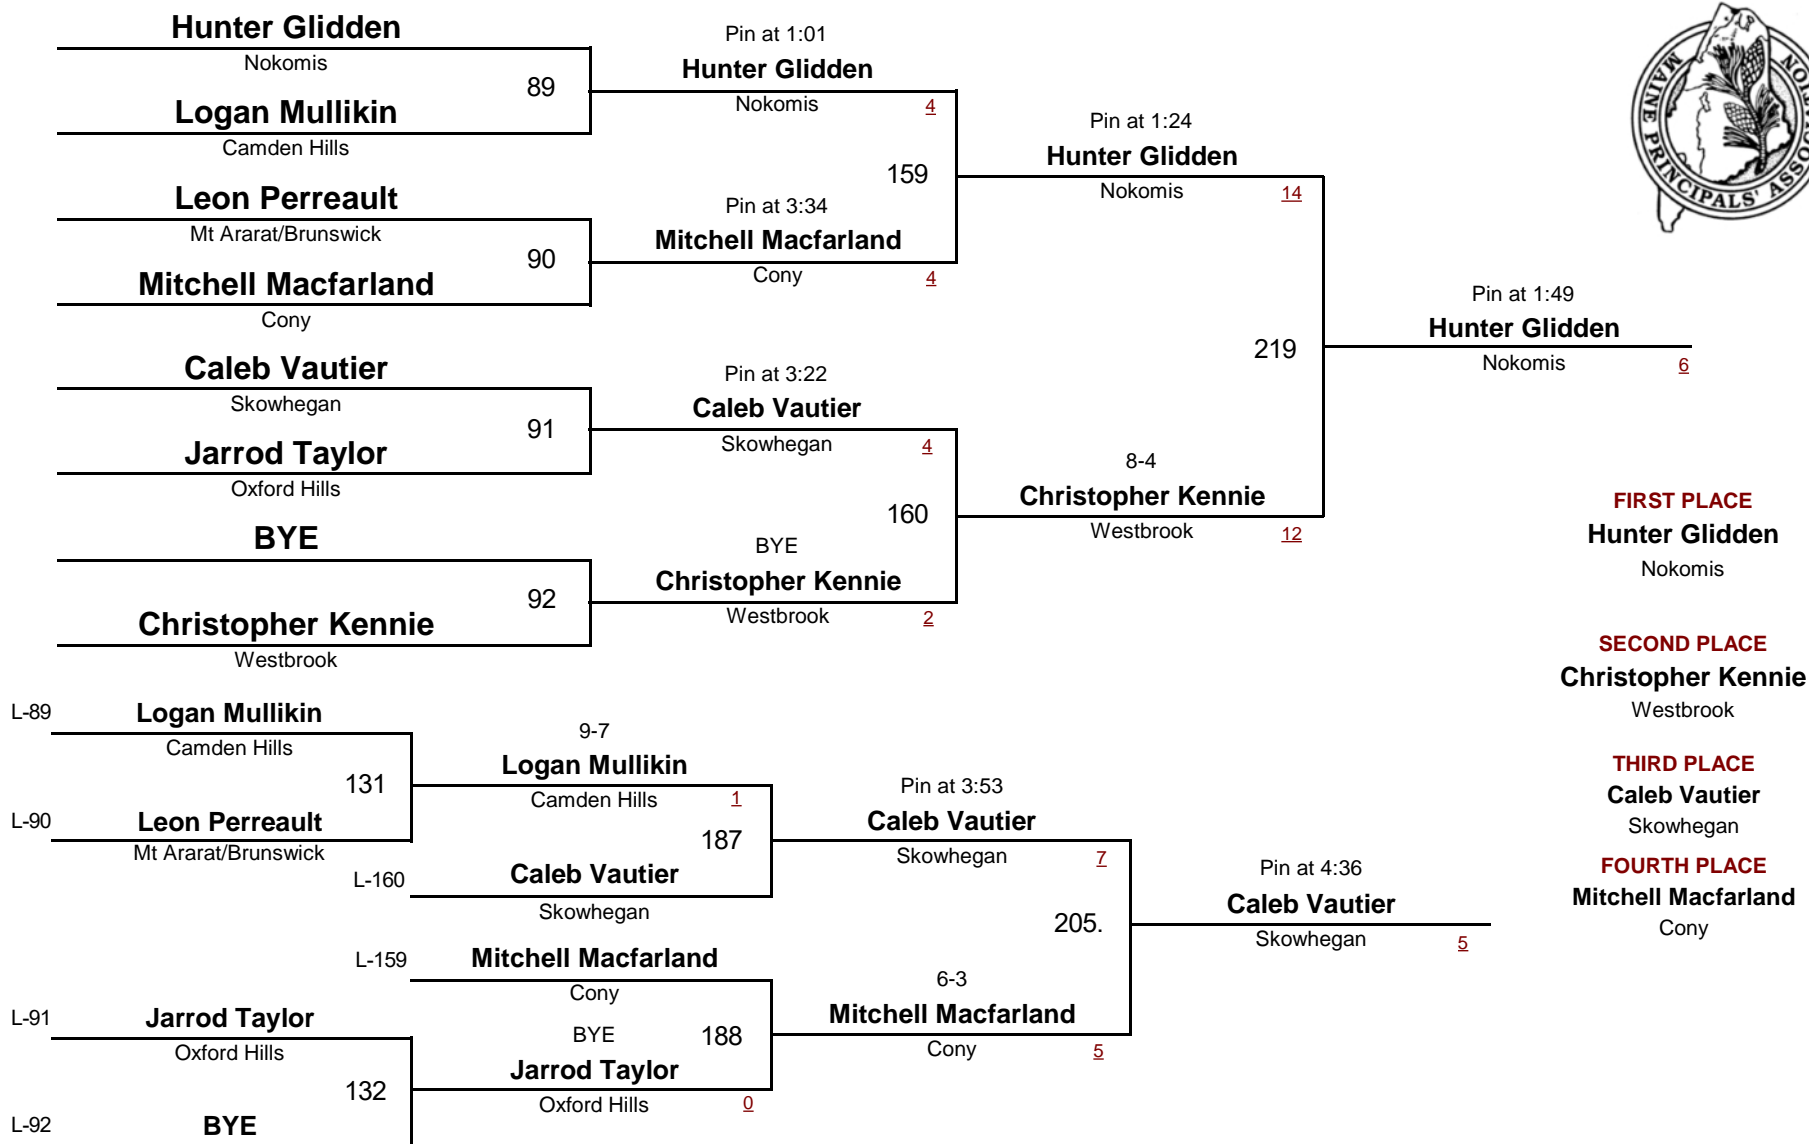 Hunter Glidden
Nokomis
89
Logan Mullikin
Camden Hills
Leon Perreault
Mt Ararat/Brunswick
90
Mitchell Macfarland
Cony
Caleb Vautier
Skowhegan
91
Jarrod Taylor
Oxford Hills
BYE
92
Christopher Kennie
Westbrook
Pin at 1:01
Hunter Glidden
Nokomis
4
159
Pin at 3:34
Mitchell Macfarland
Cony
4
Pin at 3:22
Caleb Vautier
Skowhegan
4
160
BYE
Christopher Kennie
Westbrook
2
Pin at 1:24
Hunter Glidden
Nokomis
14
219
8-4
Christopher Kennie
Westbrook
12
Pin at 1:49
Hunter Glidden
Nokomis
6
MAINE PRINCIPALS' ASSOCIATION
FIRST PLACE
Hunter Glidden
Nokomis
SECOND PLACE
Christopher Kennie
Westbrook
THIRD PLACE
Caleb Vautier
Skowhegan
FOURTH PLACE
Mitchell Macfarland
Cony
L-89
Logan Mullikin
Camden Hills
131
L-90
Leon Perreault
Mt Ararat/Brunswick
9-7
Logan Mullikin
Camden Hills
1
187
L-160
Caleb Vautier
Skowhegan
L-159
Mitchell Macfarland
Cony
188
L-91
Jarrod Taylor
Oxford Hills
132
L-92
BYE
BYE
Jarrod Taylor
Oxford Hills
0
Pin at 3:53
Caleb Vautier
Skowhegan
7
205.
6-3
Mitchell Macfarland
Cony
5
Pin at 4:36
Caleb Vautier
Skowhegan
5